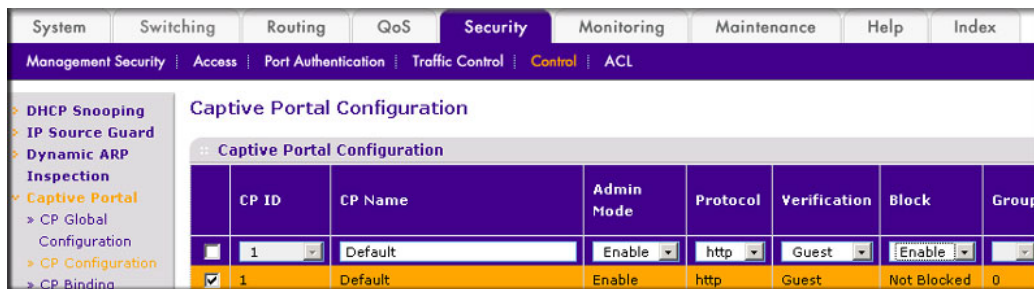 System Switching Routing QoS Security Monitoring Maintenance Help Index
Management Security Access Port Authentication Traffic Control Control ACL
DHCP Snooping
IP Source Guard
Dynamic ARP
Inspection
Captive Portal
» CP Global
Configuration
» CP Configuration
» CP Binding
Captive Portal Configuration
Captive Portal Configuration
CP ID CP Name Admin Mode Protocol Verification Block Group
1 Default Enable http Guest Enable
1 Default Enable http Guest Not Blocked 0